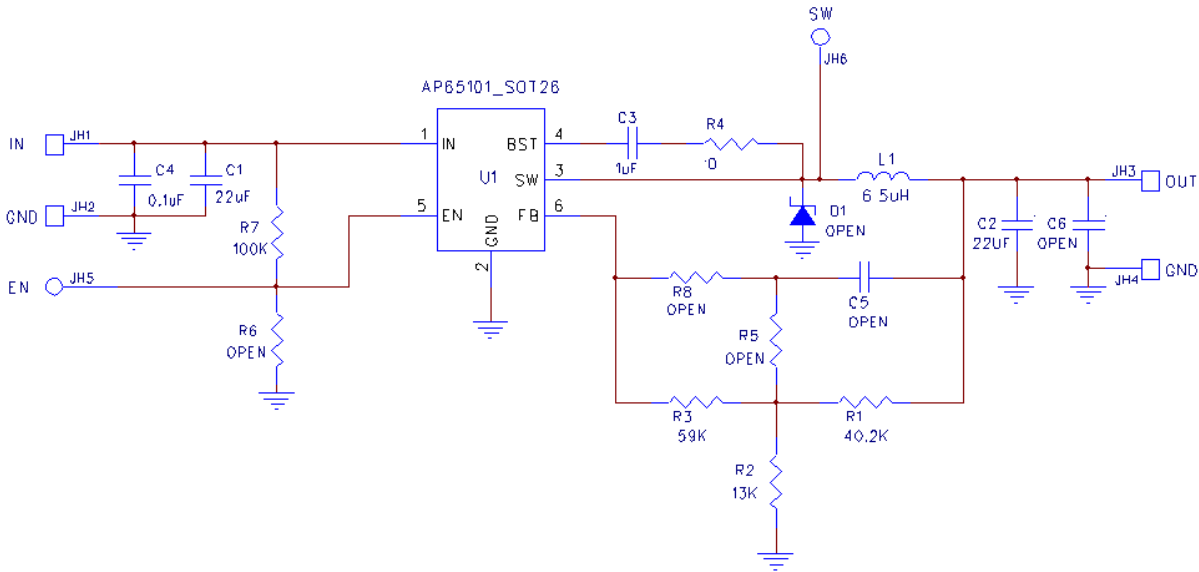 SW
JH6
AP65101_SOT26
IN
JH1
C4
0.1uF
C1
22uF
GND
JH2
R7
100K
EN
JH5
R6
OPEN
1
IN
BST
4
U1
SW
3
5
EN
FB
6
GND
2
C3
1uF
R4
0
L1
6.5uH
D1
OPEN
JH3
OUT
C2
22UF
C6
OPEN
JH4
GND
R8
OPEN
C5
OPEN
R5
OPEN
R3
59K
R1
40.2K
R2
13K